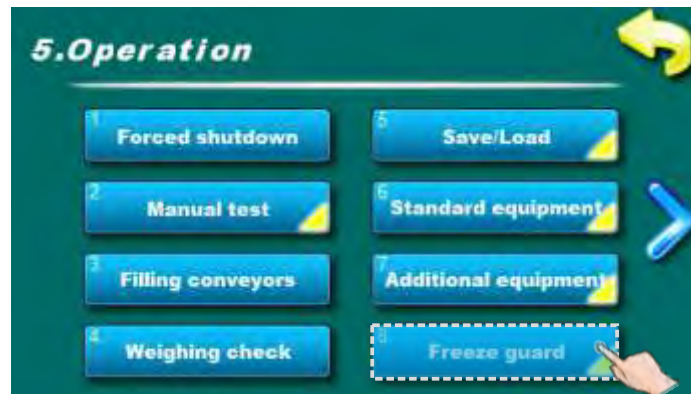 5.Operation
1
Forced shutdown
2
Manual test
3
Filling conveyors
4
Weighing check
5
Save/Load
6
Standard equipment
7
Additional equipment
8
Freeze guard